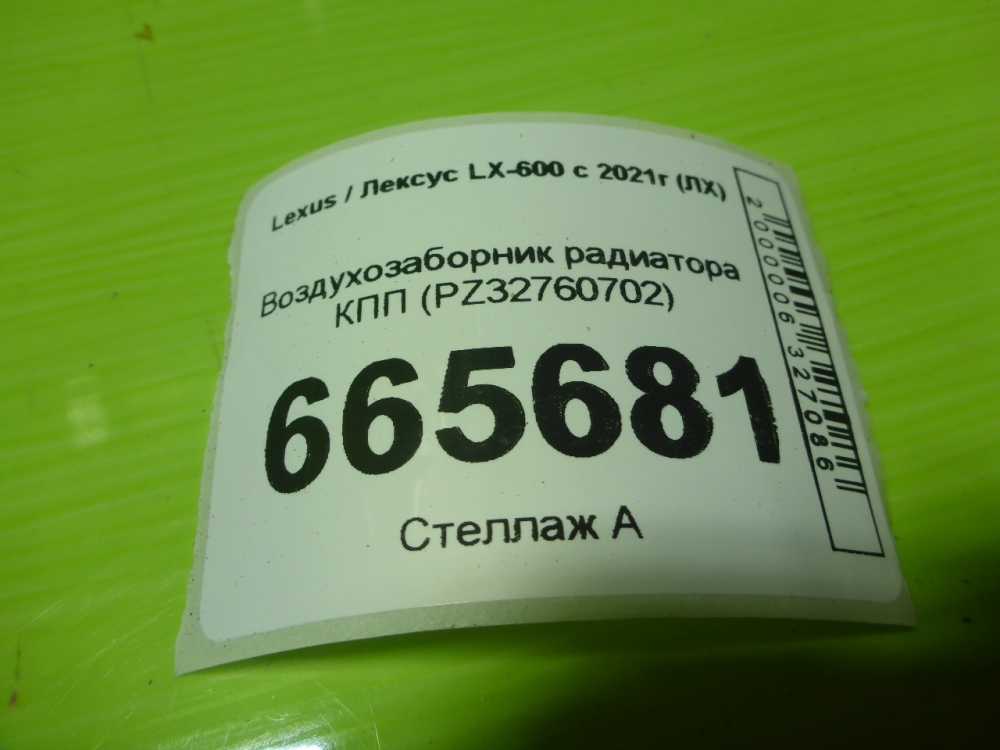 Lexus / Лексус LX-600 с 2021г (ЛХ)
Воздухозаборник радиатора
КПП (PZ32760702)
665681
Стеллаж А
2000006327086